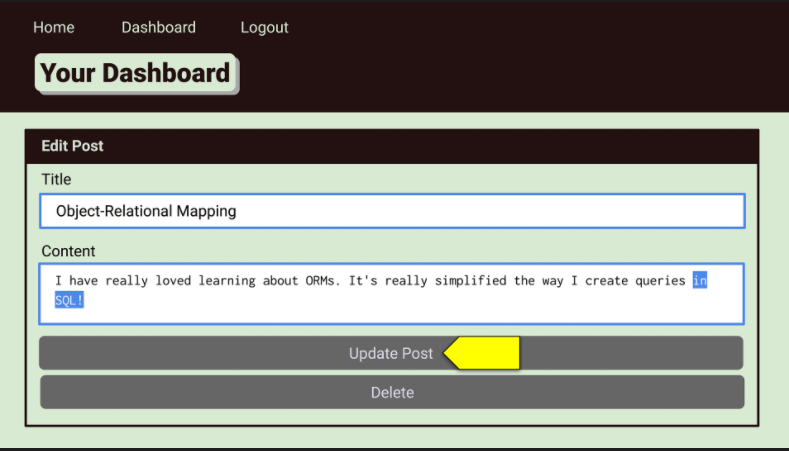 Home Dashboard Logout
Your Dashboard
Edit Post
Title
Object-Relational Mapping
Content
I have really loved learning about ORMs. It's really simplified the way I create queries in
SQL!
Update Post
Delete